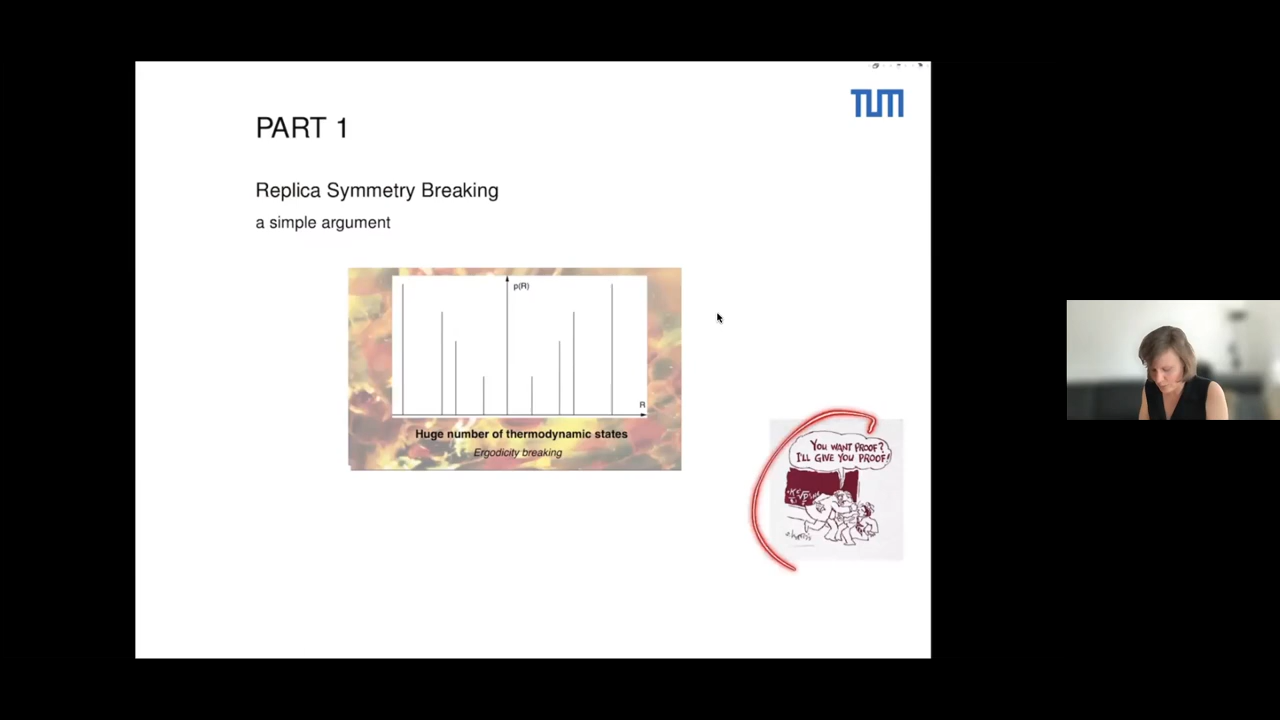 TUM
PART 1
Replica Symmetry Breaking
a simple argument
p(R)
R
Huge number of thermodynamic states
Ergodicity breaking
YOU WANT PROOF?
I'LL GIVE YOU PROOF!